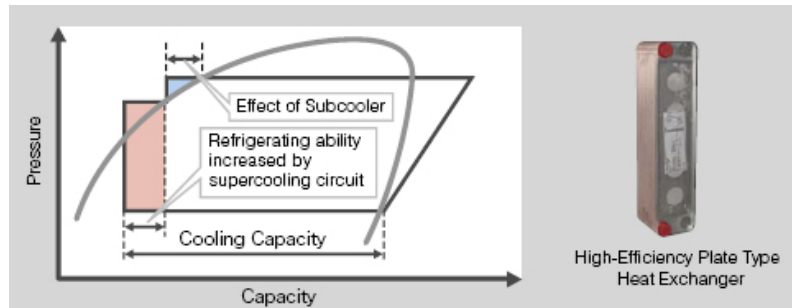 Pressure
Effect of Subcooler
Refrigerating ability
increased by
supercooling circuit
Cooling Capacity
Capacity
High-Efficiency Plate Type
Heat Exchanger